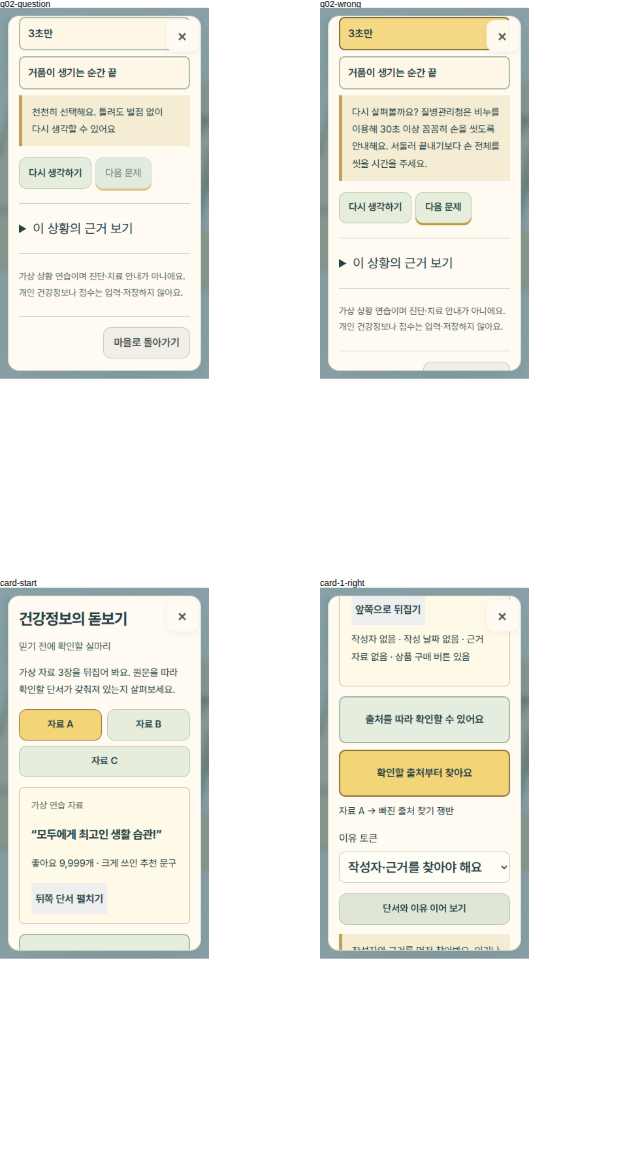 g02-question
3초만
×
거품이 생기는 순간 끝
천천히 선택해요. 틀려도 벌점 없이
다시 생각할 수 있어요
다시 생각하기
다음 문제
▶ 이 상황의 근거 보기
가상 상황 연습이며 진단·치료 안내가 아니에요.
개인 건강정보나 점수는 입력·저장하지 않아요.
마을로 돌아가기
g02-wrong
3초만
×
거품이 생기는 순간 끝
다시 살펴볼까요? 질병관리청은 비누를
이용해 30초 이상 꼼꼼히 손을 씻도록
안내해요. 서둘러 끝내기보다 손 전체를
씻을 시간을 주세요.
다시 생각하기
다음 문제
▶ 이 상황의 근거 보기
가상 상황 연습이며 진단·치료 안내가 아니에요.
개인 건강정보나 점수는 입력·저장하지 않아요.
card-start
건강정보의 돋보기
×
믿기 전에 확인할 실마리
가상 자료 3장을 뒤집어 봐요. 원문을 따라
확인할 단서가 갖춰져 있는지 살펴보세요.
자료 A
자료 B
자료 C
가상 연습 자료
“모두에게 최고인 생활 습관!”
좋아요 9,999개 · 크게 쓰인 추천 문구
뒤쪽 단서 펼치기
card-1-right
앞쪽으로 뒤집기
×
작성자 없음 · 작성 날짜 없음 · 근거
자료 없음 · 상품 구매 버튼 있음
출처를 따라 확인할 수 있어요
확인할 출처부터 찾아요
자료 A → 빠진 출처 찾기 쟁반
이유 토큰
작성자·근거를 찾아야 해요
단서와 이유 이어 보기